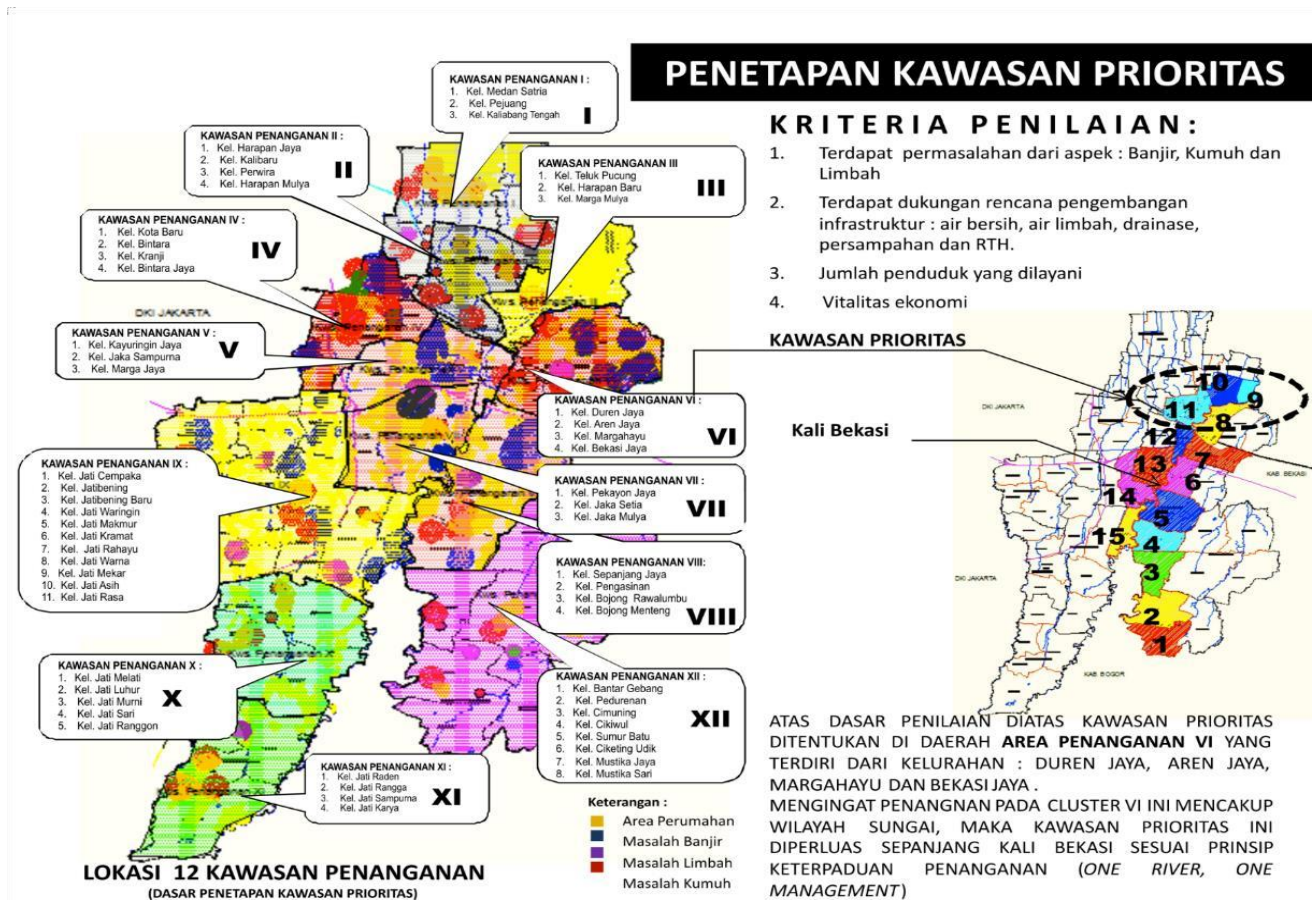 PENETAPAN KAWASAN PRIORITAS
KRITERIA PENILAIAN:
1. Terdapat permasalahan dari aspek : Banjir, Kumuh dan
Limbah
2. Terdapat dukungan rencana pengembangan
infrastruktur : air bersih, air limbah, drainase,
persampahan dan RTH.
3. Jumlah penduduk yang dilayani
4. Vitalitas ekonomi
KAWASAN PENANGANAN I :
1. Kel. Medan Satria
2. Kel. Pejuang
3. Kel. Kaliabang Tengah
I
KAWASAN PENANGANAN II :
1. Kel. Harapan Jaya
2. Kel. Kalibaru
3. Kel. Perwira
4. Kel. Harapan Mulya
II
KAWASAN PENANGANAN III
1. Kel. Teluk Pucung
2. Kel. Harapan Baru
3. Kel. Marga Mulya
III
KAWASAN PENANGANAN IV
1. Kel. Kota Baru
2. Kel. Bintara
3. Kel. Kranji
4. Kel. Bintara Jaya
IV
DKI JAKARTA
KAWASAN PENANGANAN V :
1. Kel. Kayuringin Jaya
2. Kel. Jaka Sampurna
3. Kel. Marga Jaya
V
KAWASAN PENANGANAN VI :
1. Kel. Duren Jaya
2. Kel. Aren Jaya
3. Kel. Margahayu
4. Kel. Bekasi Jaya
VI
KAWASAN PENANGANAN IX :
1. Kel. Jati Cempaka
2. Kel. Jatibening
3. Kel. Jatibening Baru
4. Kel. Jati Waringin
5. Kel. Jati Makmur
6. Kel. Jati Kramat
7. Kel. Jati Rahayu
8. Kel. Jati Warna
9. Kel. Jati Mekar
10. Kel. Jati Asih
11. Kel. Jati Rasa
IX
KAWASAN PENANGANAN VII :
1. Kel. Pekayon Jaya
2. Kel. Jaka Setia
3. Kel. Jaka Mulya
VII
KAWASAN PENANGANAN VIII:
1. Kel. Sepanjang Jaya
2. Kel. Pengasinan
3. Kel. Bojong Rawalumbu
4. Kel. Bojong Menteng
VIII
KAWASAN PENANGANAN X :
1. Kel. Jati Melati
2. Kel. Jati Luhur
3. Kel. Jati Murni
4. Kel. Jati Sari
5. Kel. Jati Ranggon
X
KAWASAN PENANGANAN XII :
1. Kel. Bantar Gebang
2. Kel. Pedurenan
3. Kel. Cimuning
4. Kel. Cikiwul
5. Kel. Sumur Batu
6. Kel. Ciketing Udik
7. Kel. Mustika Jaya
8. Kel. Mustika Sari
XII
KAWASAN PENANGANAN XI :
1. Kel. Jati Raden
2. Kel. Jati Rangga
3. Kel. Jati Sampurna
4. Kel. Jati Karya
XI
Keterangan :
Area Perumahan
Masalah Banjir
Masalah Limbah
Masalah Kumuh
LOKASI 12 KAWASAN PENANGANAN
(DASAR PENETAPAN KAWASAN PRIORITAS)
KAWASAN PRIORITAS
Kali Bekasi
DKI JAKARTA
10
11
9
8
12
7
13
KAB. BEKASI
6
14
5
15
4
DKI JAKARTA
3
2
1
KAB BOGOR
ATAS DASAR PENILAIAN DIATAS KAWASAN PRIORITAS
DITENTUKAN DI DAERAH AREA PENANGANAN VI YANG
TERDIRI DARI KELURAHAN : DUREN JAYA, AREN JAYA,
MARGAHAYU DAN BEKASI JAYA .
MENGINGAT PENANGNAN PADA CLUSTER VI INI MENCAKUP
WILAYAH SUNGAI, MAKA KAWASAN PRIORITAS INI
DIPERLUAS SEPANJANG KALI BEKASI SESUAI PRINSIP
KETERPADUAN PENANGANAN (ONE RIVER, ONE
MANAGEMENT)